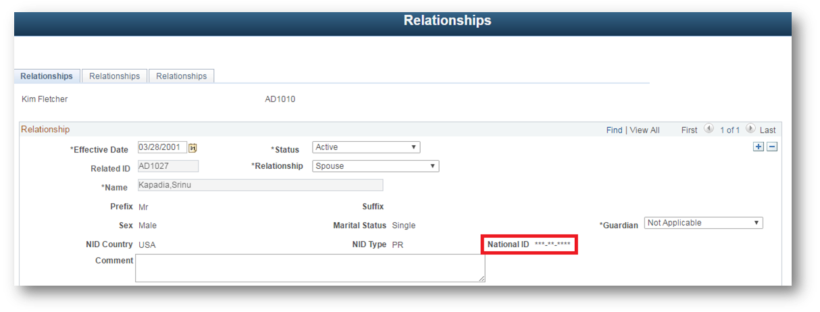 Relationships
Relationships Relationships Relationships
Kim Fletcher AD1010
Relationship Find | View All First 1 of 1 Last
*Effective Date 03/28/2001 *Status Active
Related ID AD1027 *Relationship Spouse
*Name Kapadia,Srinu
Prefix Mr Suffix
Sex Male Marital Status Single *Guardian Not Applicable
NID Country USA NID Type PR National ID ***-**-****
Comment